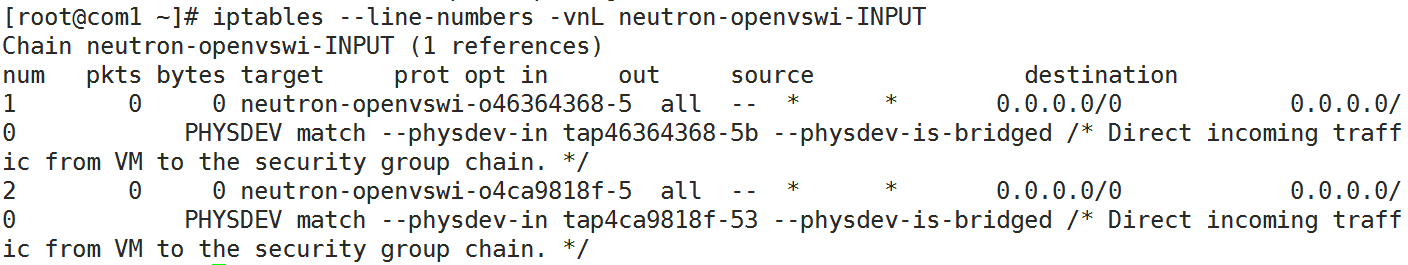 [root@com1 ~]# iptables --line-numbers -vnL neutron-openvswi-INPUT
Chain neutron-openvswi-INPUT (1 references)
num   pkts bytes target     prot opt in     out     source               destination
1        0     0 neutron-openvswi-o46364368-5  all  --  *      *       0.0.0.0/0            0.0.0.0/
0            PHYSDEV match --physdev-in tap46364368-5b --physdev-is-bridged /* Direct incoming traff
ic from VM to the security group chain. */
2        0     0 neutron-openvswi-o4ca9818f-5  all  --  *      *       0.0.0.0/0            0.0.0.0/
0            PHYSDEV match --physdev-in tap4ca9818f-53 --physdev-is-bridged /* Direct incoming traff
ic from VM to the security group chain. */